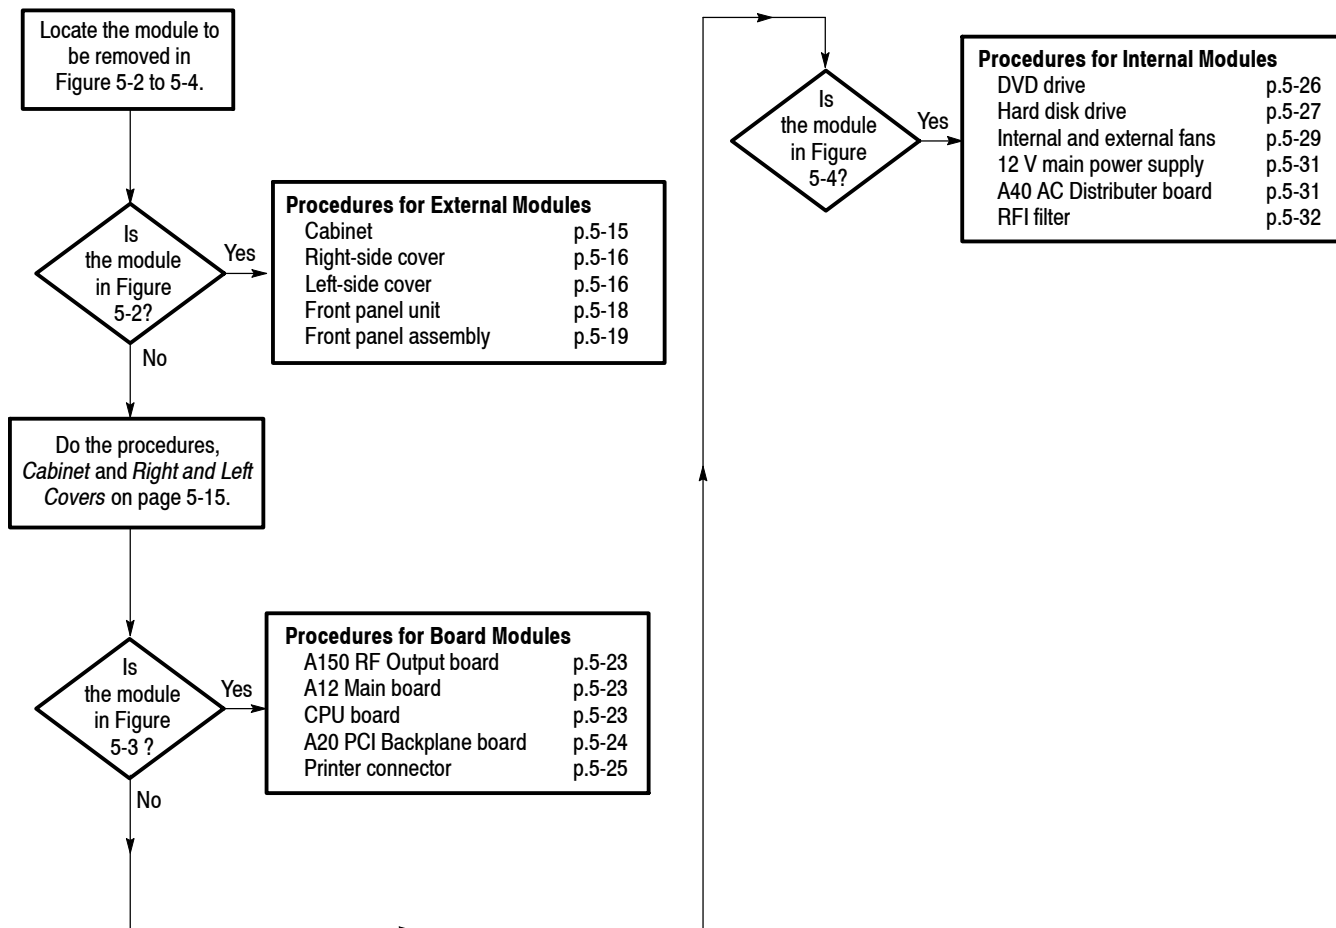 Locate the module to
be removed in
Figure 5-2 to 5-4.
Is
the module
in Figure
5-2?
Yes
Procedures for External Modules
Cabinet p.5-15
Right-side cover p.5-16
Left-side cover p.5-16
Front panel unit p.5-18
Front panel assembly p.5-19
No
Do the procedures,
Cabinet and Right and Left
Covers on page 5-15.
Is
the module
in Figure
5-3 ?
Yes
Procedures for Board Modules
A150 RF Output board p.5-23
A12 Main board p.5-23
CPU board p.5-23
A20 PCI Backplane board p.5-24
Printer connector p.5-25
No
Is
the module
in Figure
5-4?
Yes
Procedures for Internal Modules
DVD drive p.5-26
Hard disk drive p.5-27
Internal and external fans p.5-29
12 V main power supply p.5-31
A40 AC Distributer board p.5-31
RFI filter p.5-32